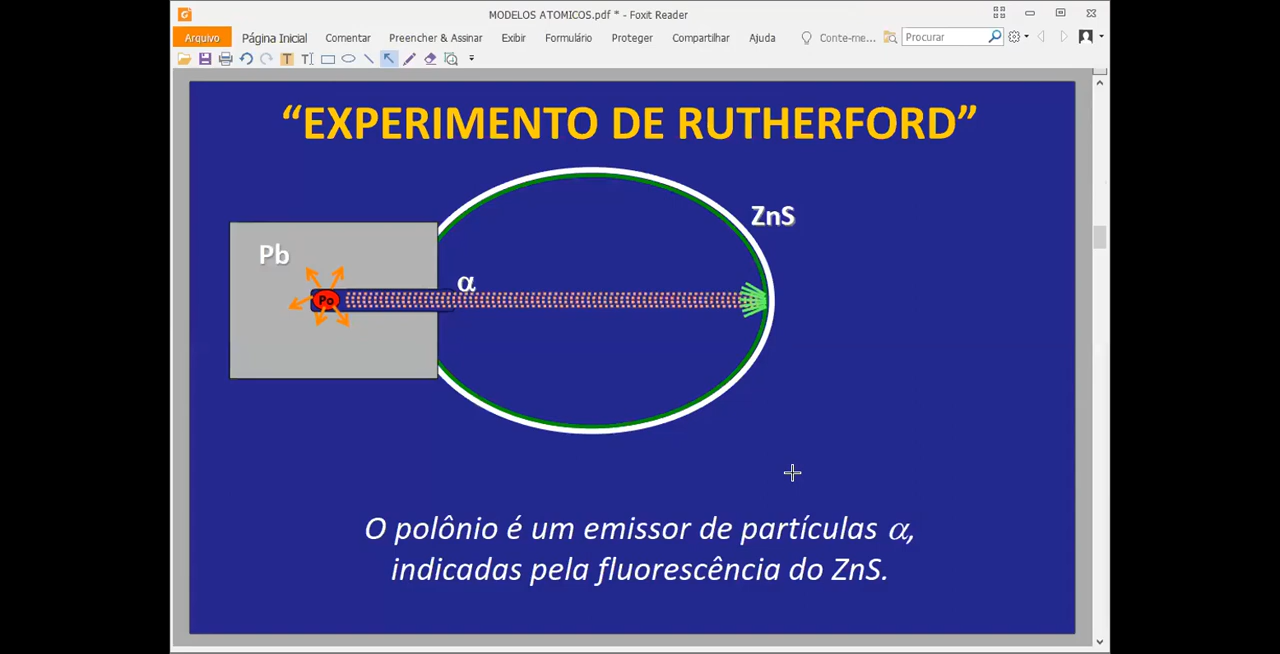 MODELOS ATOMICOS.pdf * - Foxit Reader
Arquivo Página Inicial Comentar Preencher & Assinar Exibir Formulário Proteger Compartilhar Ajuda Conte-me... Procurar
“EXPERIMENTO DE RUTHERFORD”
ZnS
Pb
α
Po
O polônio é um emissor de partículas α,
indicadas pela fluorescência do ZnS.